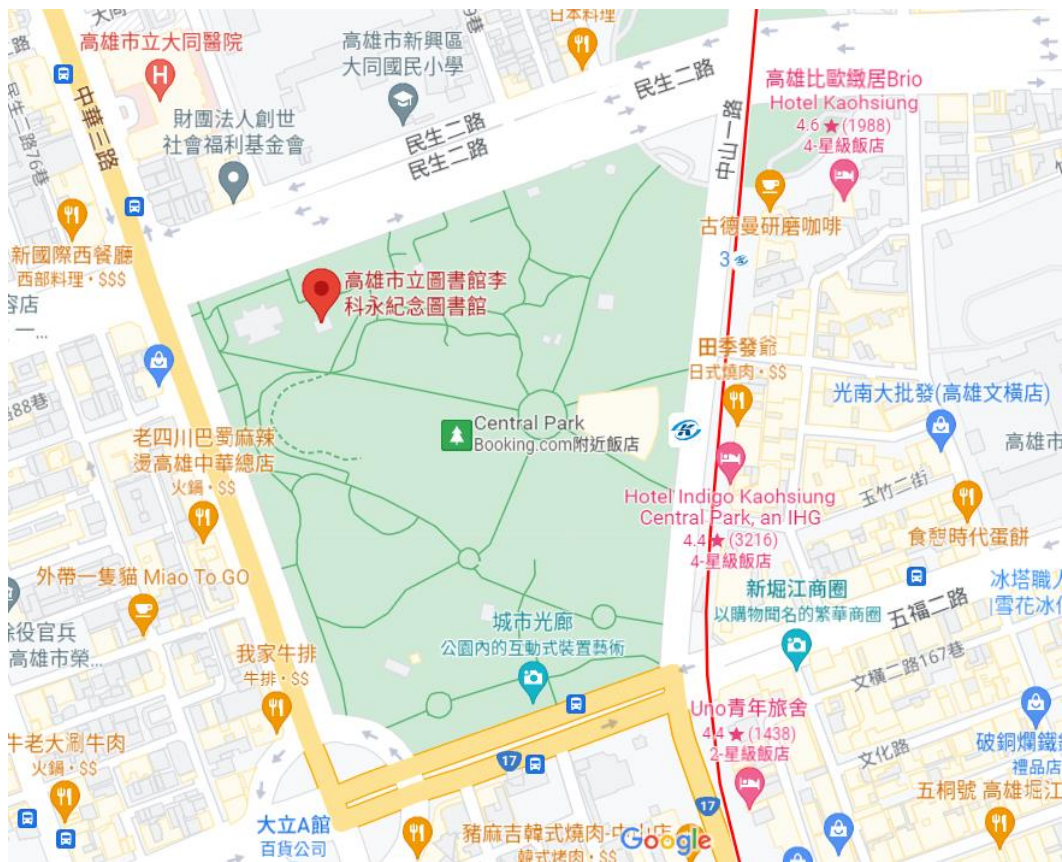 日本料理
高雄市立大同醫院
高雄市新興區
大同國民小學
中華三路
財團法人創世
社會福利基金會
民生二路
民生二路
民生二路
高雄比歐緻居Brio
Hotel Kaohsiung
4.6 ★ (1988)
4-星級飯店
中山一路
古德曼研磨咖啡
3
新國際西餐廳
西部料理・$$$
高雄市立圖書館李
科永紀念圖書館
田季發爺
日式燒肉・$$
光南大批發(高雄文橫店)
88巷
高雄市
Central Park
Booking.com附近飯店
老四川巴蜀麻辣
燙高雄中華總店
火鍋・$$
玉竹二街
Hotel Indigo Kaohsiung
Central Park, an IHG
4.4 ★ (3216)
4-星級飯店
食憩時代蛋餅
外帶一隻貓 Miao To GO
新堀江商圈
以購物聞名的繁華商圈
五福二路
冰塔職人
|雪花冰
役官兵
高雄市榮...
城市光廊
公園內的互動式裝置藝術
我家牛排
牛排・$$
文橫二路167巷
Uno青年旅舍
4.4 ★ (1438)
2-星級飯店
牛老大涮牛肉
火鍋・$$
文化路
破銅爛鐵
禮品店
17
17
五桐號 高雄堀江
大立A館
百貨公司
豬麻吉韓式燒肉-中山店
韓式烤肉・$$
Google